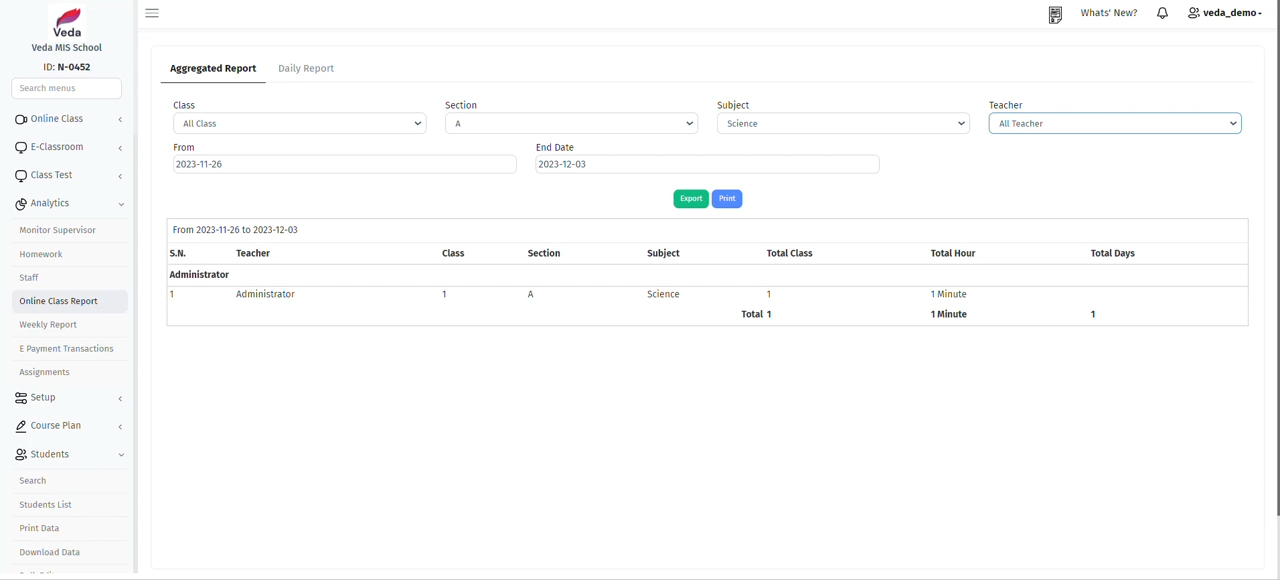 Veda
Veda MIS School
ID: N-0452
Search menus
Online Class
E-Classroom
Class Test
Analytics
Monitor Supervisor
Homework
Staff
Online Class Report
Weekly Report
E Payment Transactions
Assignments
Setup
Course Plan
Students
Search
Students List
Print Data
Download Data
Whats' New? veda_demo
Aggregated Report Daily Report
Class Section Subject Teacher
All Class A Science All Teacher
From End Date
2023-11-26 2023-12-03
Export Print
From 2023-11-26 to 2023-12-03
S.N. Teacher Class Section Subject Total Class Total Hour Total Days
Administrator
1 Administrator 1 A Science 1 1 Minute
Total 1 1 Minute 1